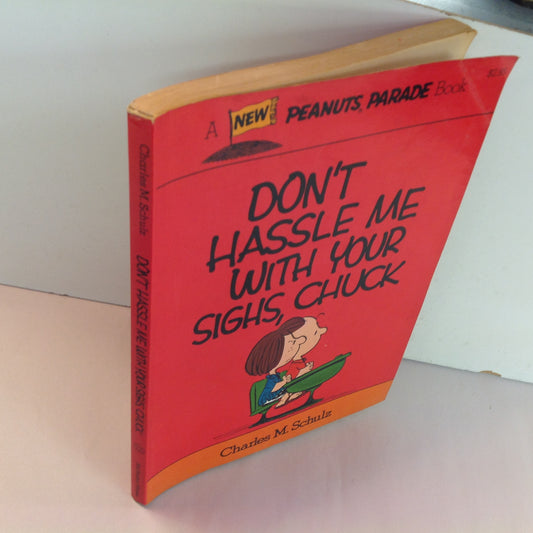 A NEW PEANUTS PARADE Book
DON'T
HASSLE ME
WITH YOUR
SIGHS, CHUCK
Charles M. Schulz
Charles M. Schulz
DON'T HASSLE ME WITH YOUR SIGHS, CHUCK